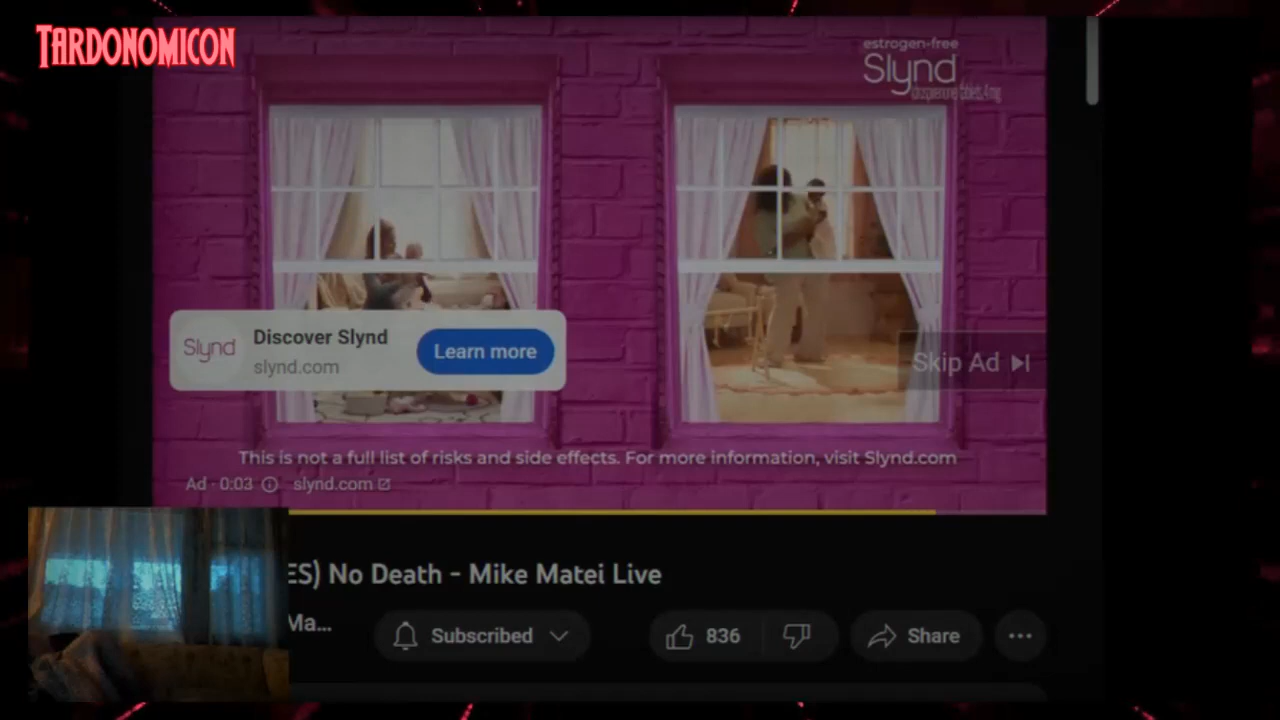 TARDONOMICON
estrogen-free
Slynd
Slynd
Discover Slynd
slynd.com
Learn more
Skip Ad
This is not a full list of risks and side effects. For more information, visit Slynd.com
Ad · 0:03
slynd.com
ES) No Death - Mike Matei Live
Ma...
Subscribed
836
Share